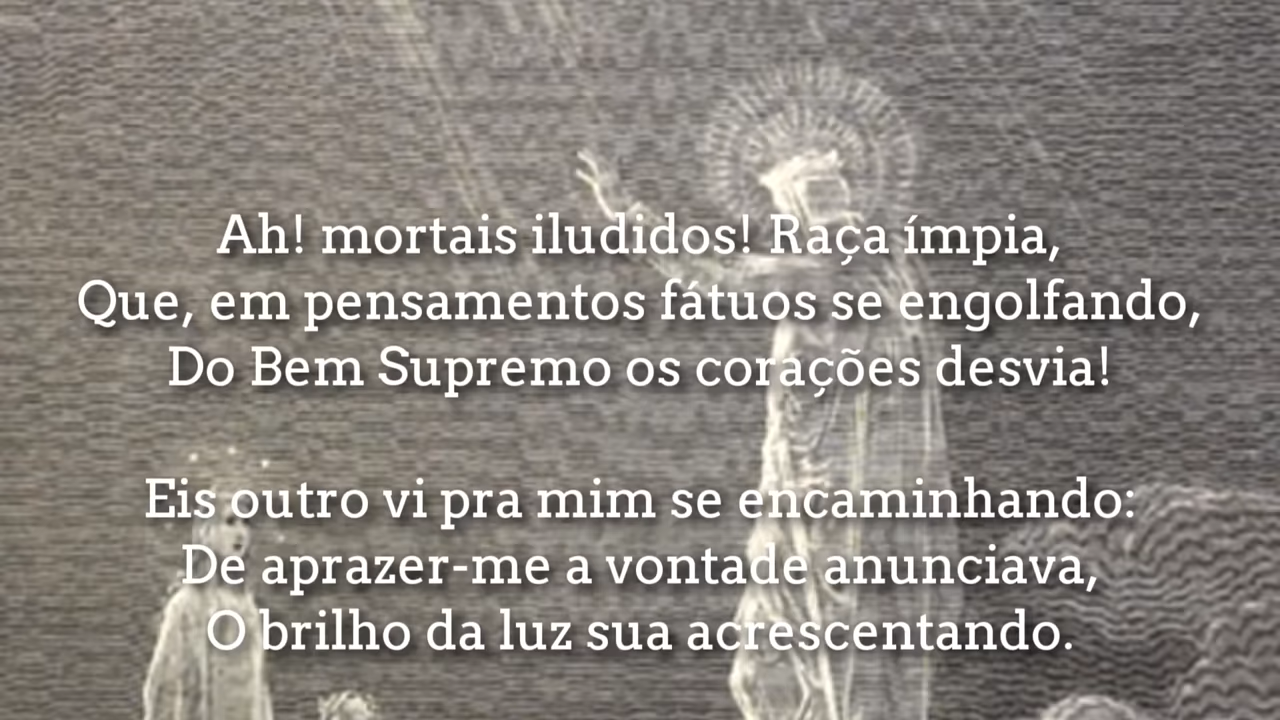 Ah! mortais iludidos! Raça ímpia,
Que, em pensamentos fátuos se engolfando,
Do Bem Supremo os corações desvia!
Eis outro vi pra mim se encaminhando:
De aprazer-me a vontade anunciava,
O brilho da luz sua acrescentando.